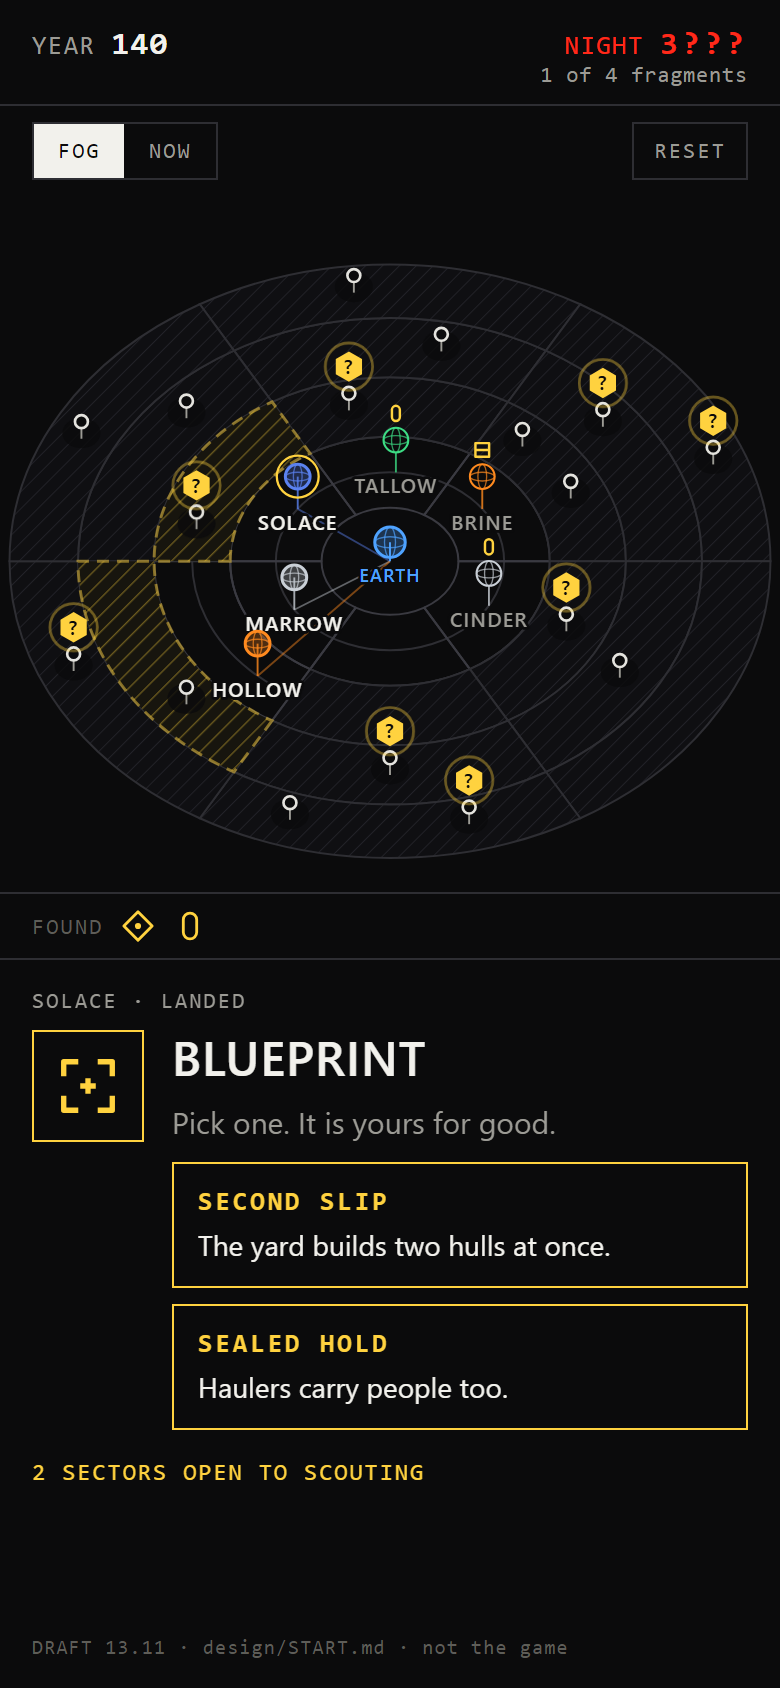 YEAR 140
NIGHT 3???
1 of 4 fragments
FOG
NOW
RESET
?
?
?
?
TALLOW
?
SOLACE
BRINE
EARTH
?
MARROW
CINDER
?
HOLLOW
?
?
FOUND
SOLACE · LANDED
BLUEPRINT
Pick one. It is yours for good.
SECOND SLIP
The yard builds two hulls at once.
SEALED HOLD
Haulers carry people too.
2 SECTORS OPEN TO SCOUTING
DRAFT 13.11 · design/START.md · not the game